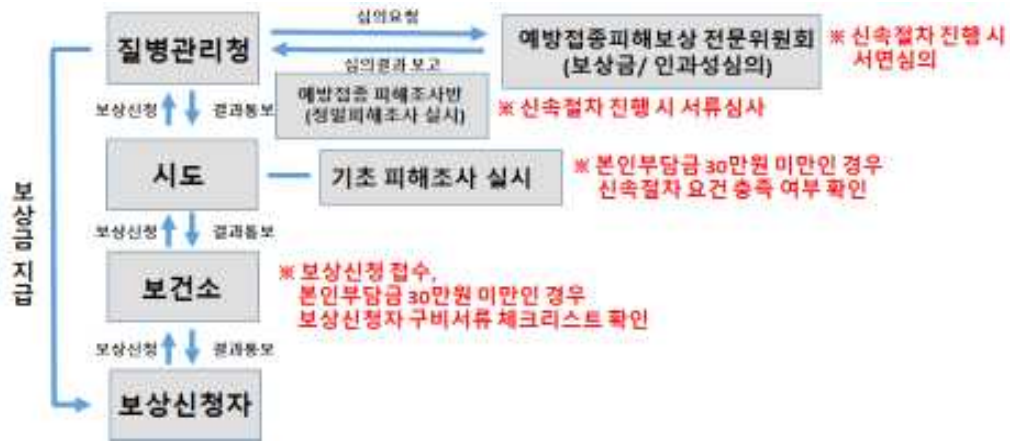 심의요청
질병관리청
예방접종피해보상 전문위원회
(보상금/ 인과성심의)
※ 신속절차 진행 시
서면심의
심의결과 보고
예방접종 피해조사반
(정밀피해조사 실시)
※ 신속절차 진행 시 서류심사
보상신청
결과통보
시도
기초 피해조사 실시
※ 본인부담금 30만원 미만인 경우
신속절차 요건 충족 여부 확인
보상신청
결과통보
보상금 지급
보건소
※ 보상신청 접수,
본인부담금 30만원 미만인 경우
보상신청자 구비서류 체크리스트 확인
보상신청
결과통보
보상신청자